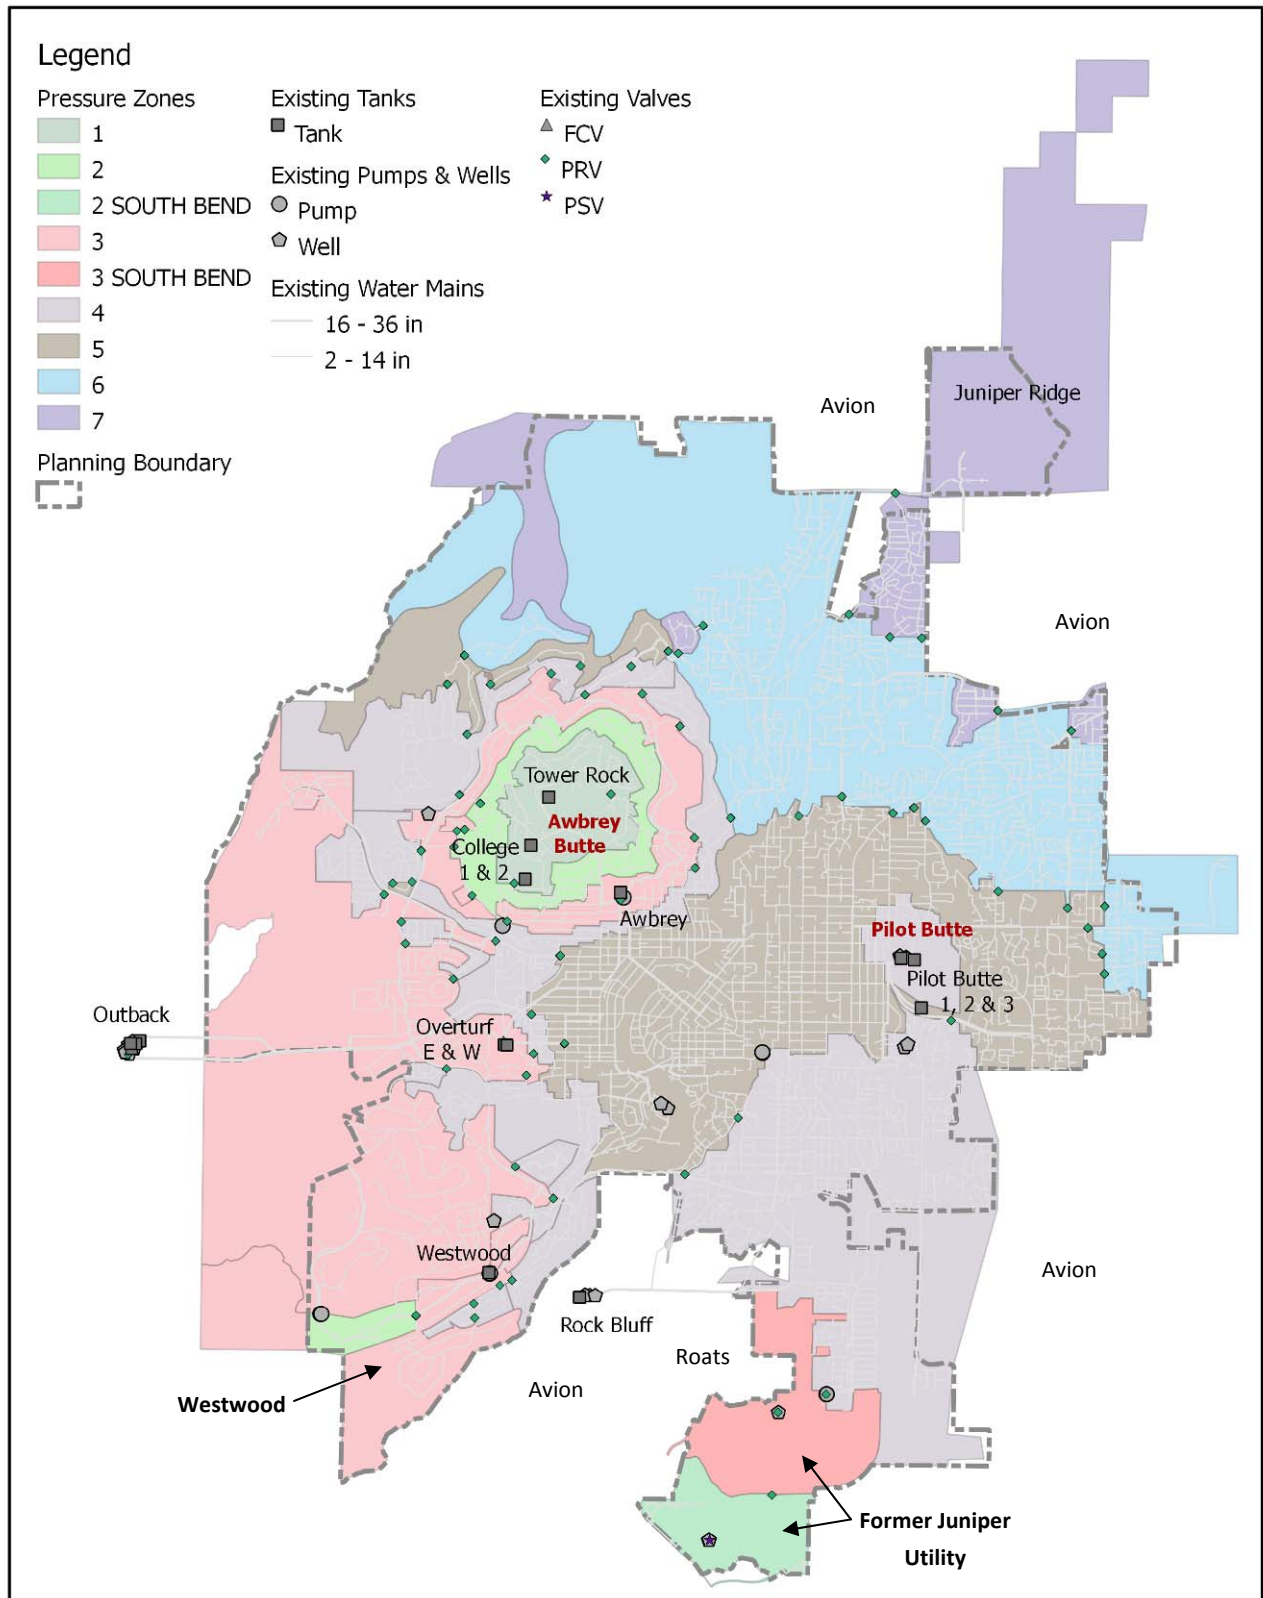 Legend
Pressure Zones
1
2
2 SOUTH BEND
3
3 SOUTH BEND
4
5
6
7
Planning Boundary
Existing Tanks
Tank
Existing Pumps & Wells
Pump
Well
Existing Water Mains
16 - 36 in
2 - 14 in
Existing Valves
FCV
PRV
PSV
Juniper Ridge
Avion
Avion
Tower Rock
Awbrey
Butte
College
1 & 2
Awbrey
Pilot Butte
Pilot Butte
1, 2 & 3
Outback
Overturf
E & W
Westwood
Rock Bluff
Avion
Roats
Avion
Westwood
Former Juniper
Utility